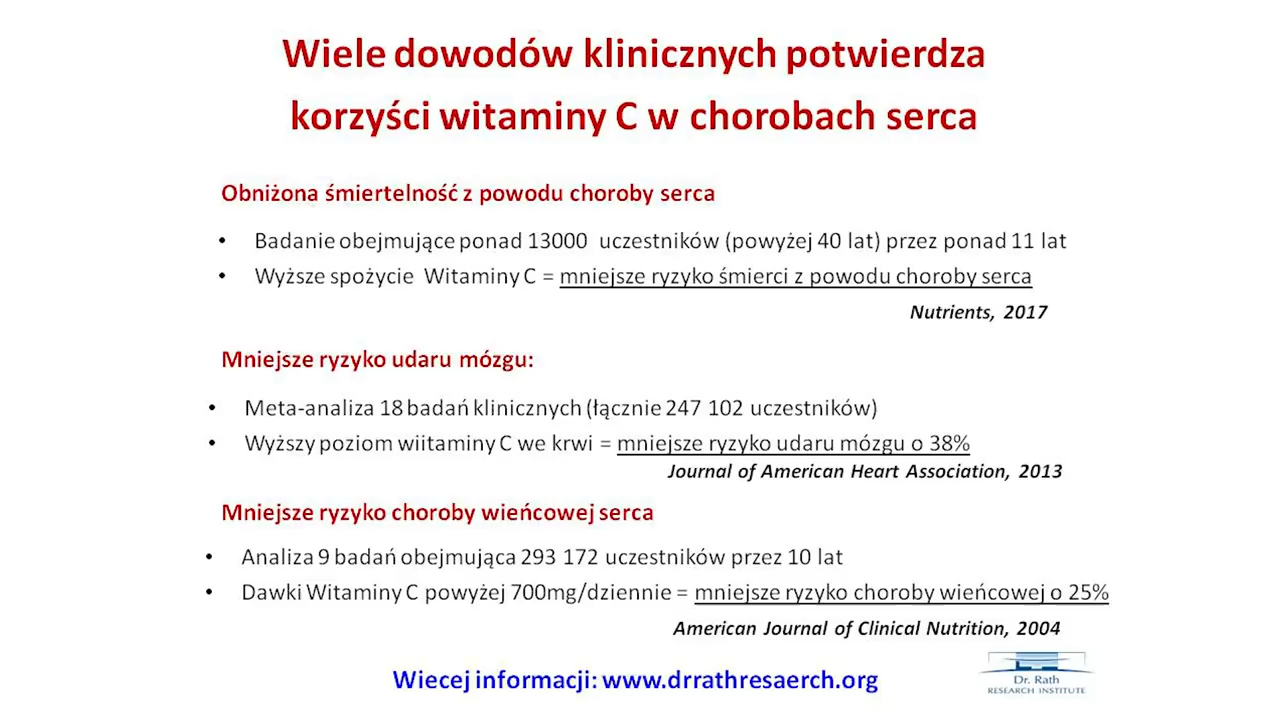 Wiele dowodów klinicznych potwierdza
korzyści witaminy C w chorobach serca
Obniżona śmiertelność z powodu choroby serca
• Badanie obejmujące ponad 13000 uczestników (powyżej 40 lat) przez ponad 11 lat
• Wyższe spożycie Witaminy C = mniejsze ryzyko śmierci z powodu choroby serca
Nutrients, 2017
Mniejsze ryzyko udaru mózgu:
• Meta-analiza 18 badań klinicznych (łącznie 247 102 uczestników)
• Wyższy poziom wiitaminy C we krwi = mniejsze ryzyko udaru mózgu o 38%
Journal of American Heart Association, 2013
Mniejsze ryzyko choroby wieńcowej serca
• Analiza 9 badań obejmująca 293 172 uczestników przez 10 lat
• Dawki Witaminy C powyżej 700mg/dziennie = mniejsze ryzyko choroby wieńcowej o 25%
American Journal of Clinical Nutrition, 2004
Wiecej informacji: www.drrathresaerch.org
Dr. Rath
RESEARCH INSTITUTE